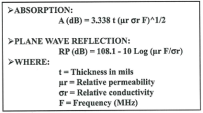 ➢ABSORPTION:
A (dB) = 3.338 t (μr σr F)^1/2
➢PLANE WAVE REFLECTION:
RP (dB) = 108.1 - 10 Log (μr F/σr)
➢WHERE:
t = Thickness in mils
μr = Relative permeability
σr = Relative conductivity
F = Frequency (MHz)